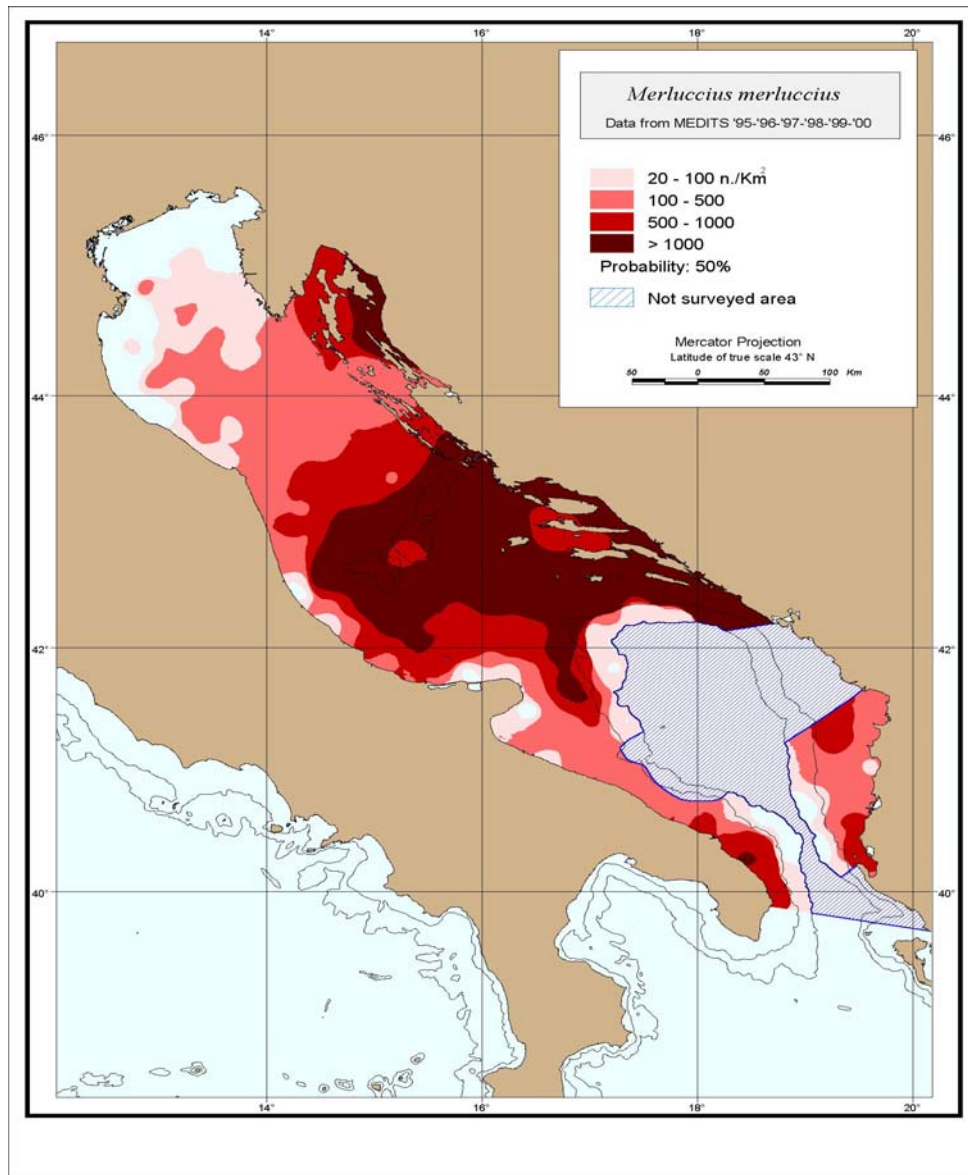 14°
16°
18°
20°
Merluccius merluccius
Data from MEDITS '95-'96-'97-'98-'99-'00
20 - 100 n./Km2
100 - 500
500 - 1000
> 1000
Probability: 50%
Not surveyed area
Mercator Projection
Latitude of true scale 43° N
50 0 50 100 Km
46°
46°
44°
44°
42°
42°
40°
40°
14°
16°
18°
20°